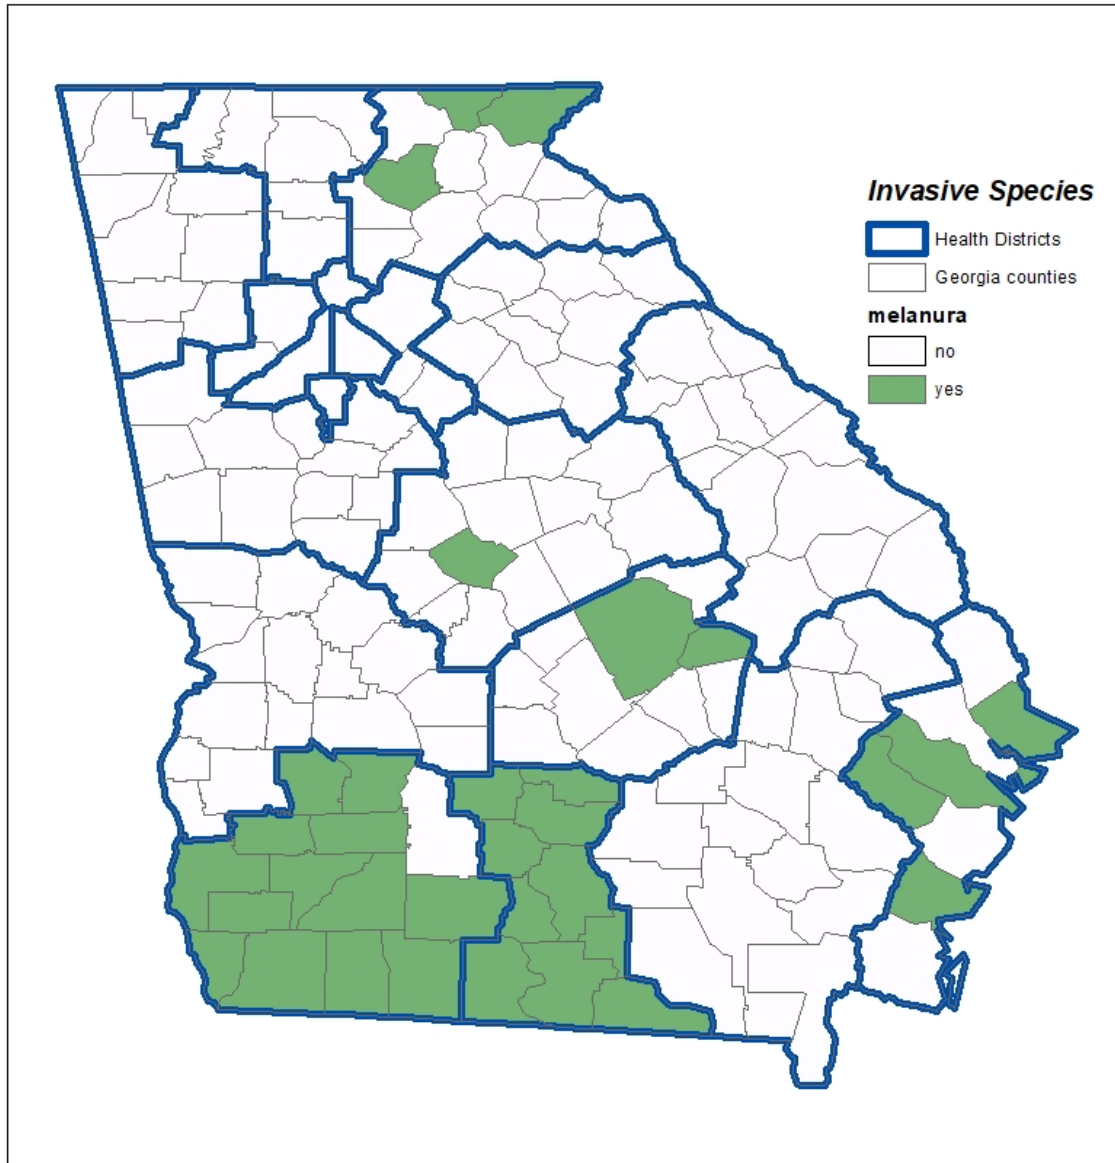 Invasive Species
Health Districts
Georgia counties
melanura
no
yes